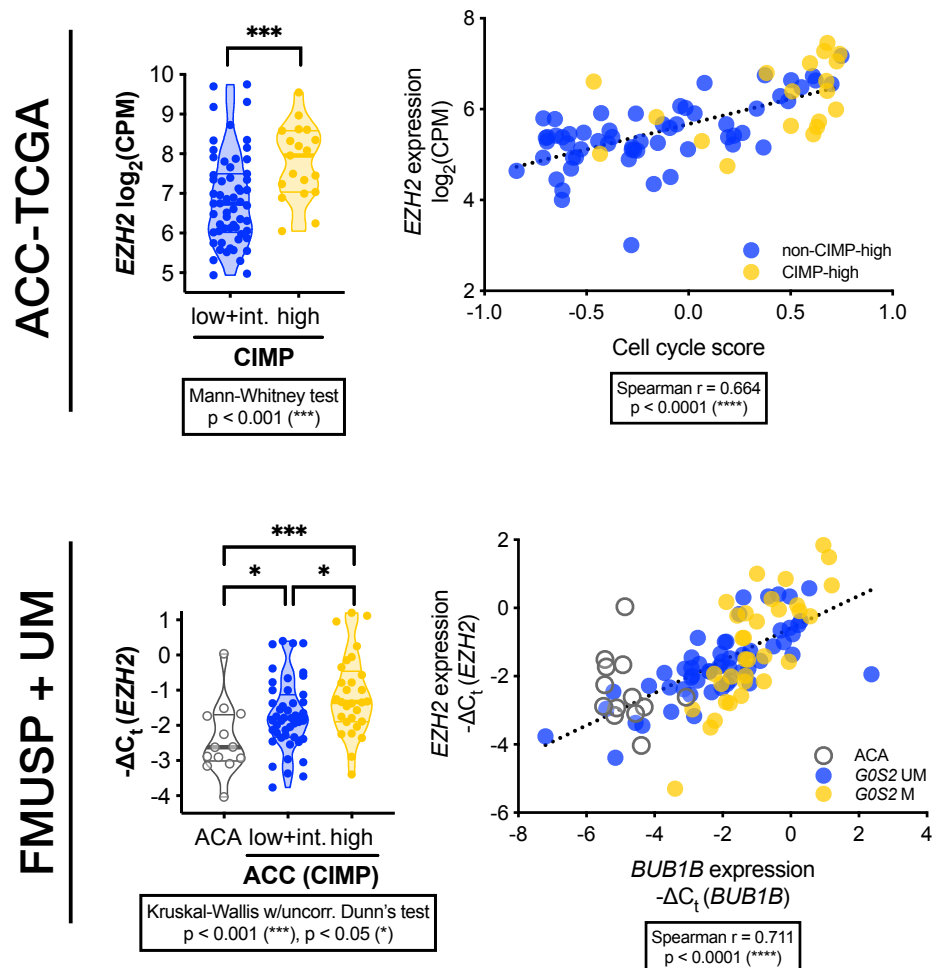 ACC-TCGA
***
EZH2 log2(CPM)
10
9
8
7
6
5
low+int. high
CIMP
Mann-Whitney test
p < 0.001 (***)
EZH2 expression
log2(CPM)
8
6
4
2
non-CIMP-high
CIMP-high
-1.0 -0.5 0.0 0.5 1.0
Cell cycle score
Spearman r = 0.664
p < 0.0001 (****)
FMUSP + UM
***
* *
-ΔCt (EZH2)
1
0
-1
-2
-3
-4
ACA low+int. high
ACC (CIMP)
Kruskal-Wallis w/uncorr. Dunn's test
p < 0.001 (***), p < 0.05 (*)
EZH2 expression
-ΔCt (EZH2)
2
0
-2
-4
-6
ACA
G0S2 UM
G0S2 M
-8 -6 -4 -2 0 2 4
BUB1B expression
-ΔCt (BUB1B)
Spearman r = 0.711
p < 0.0001 (****)